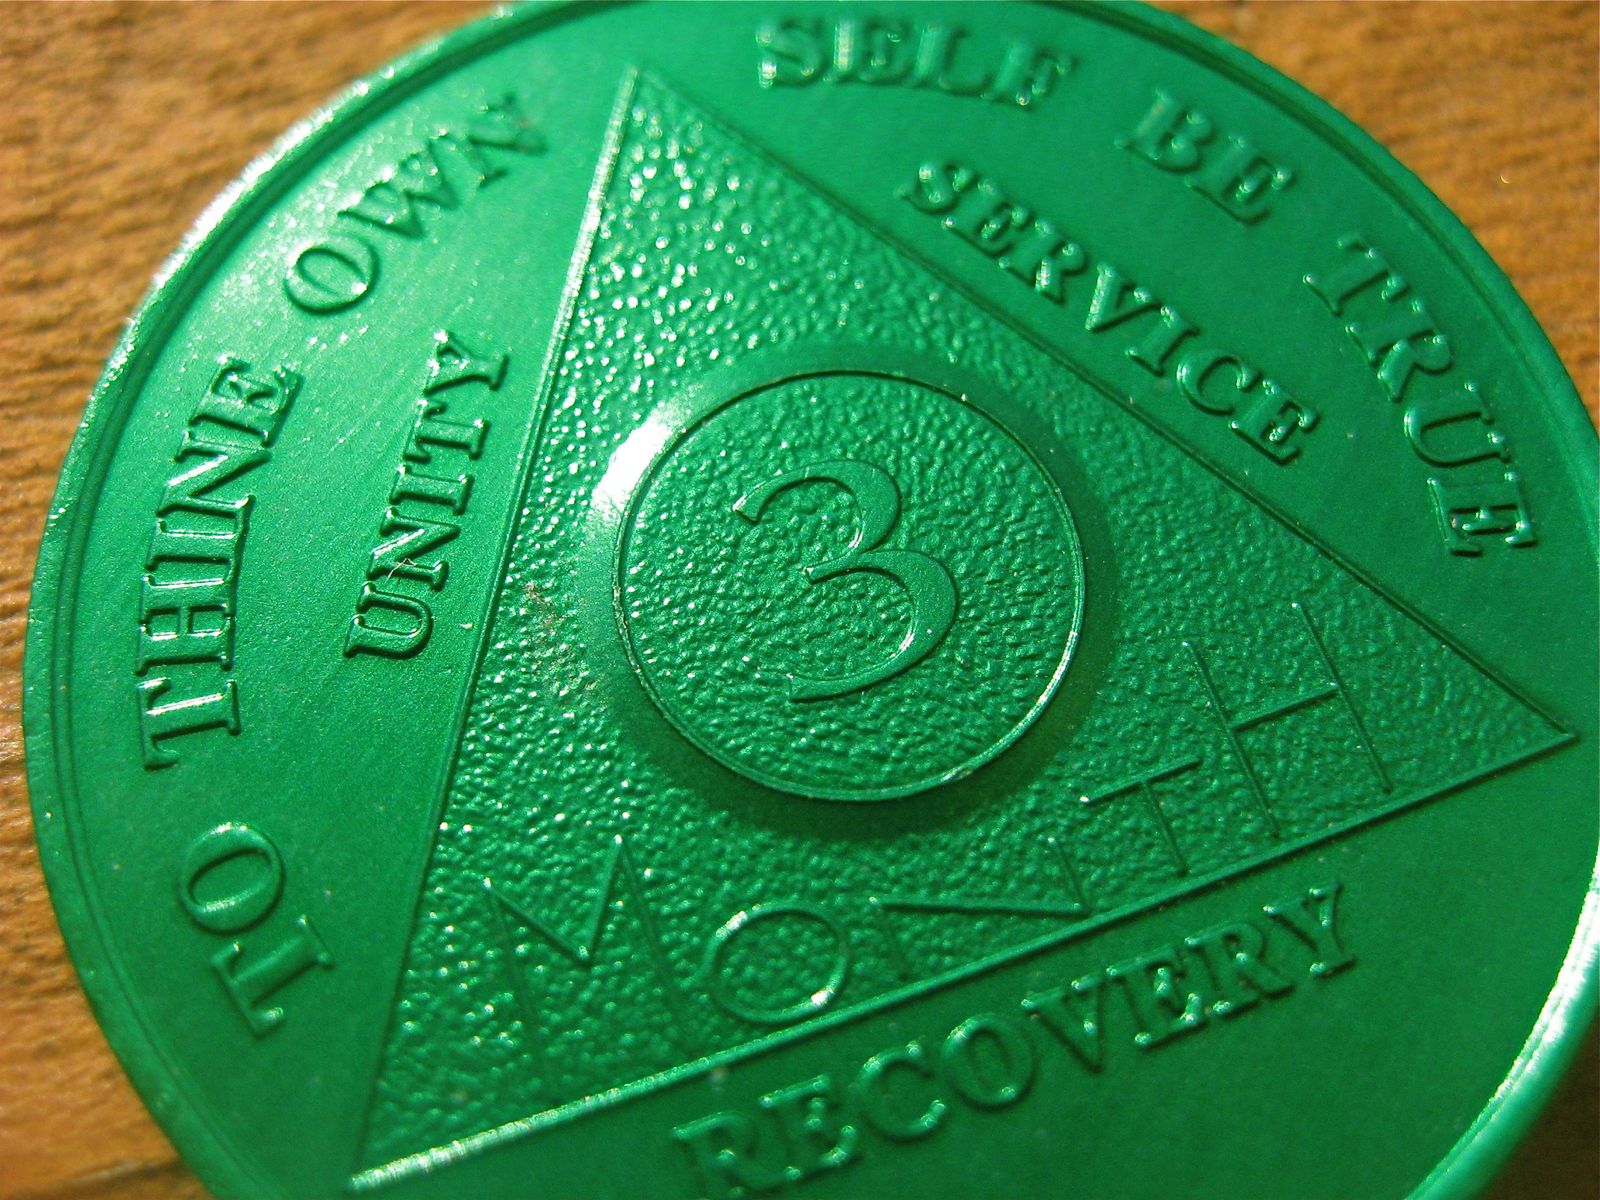 TO THINE OWN SELF BE TRUE
UNITY
SERVICE
3
MONTH
RECOVERY